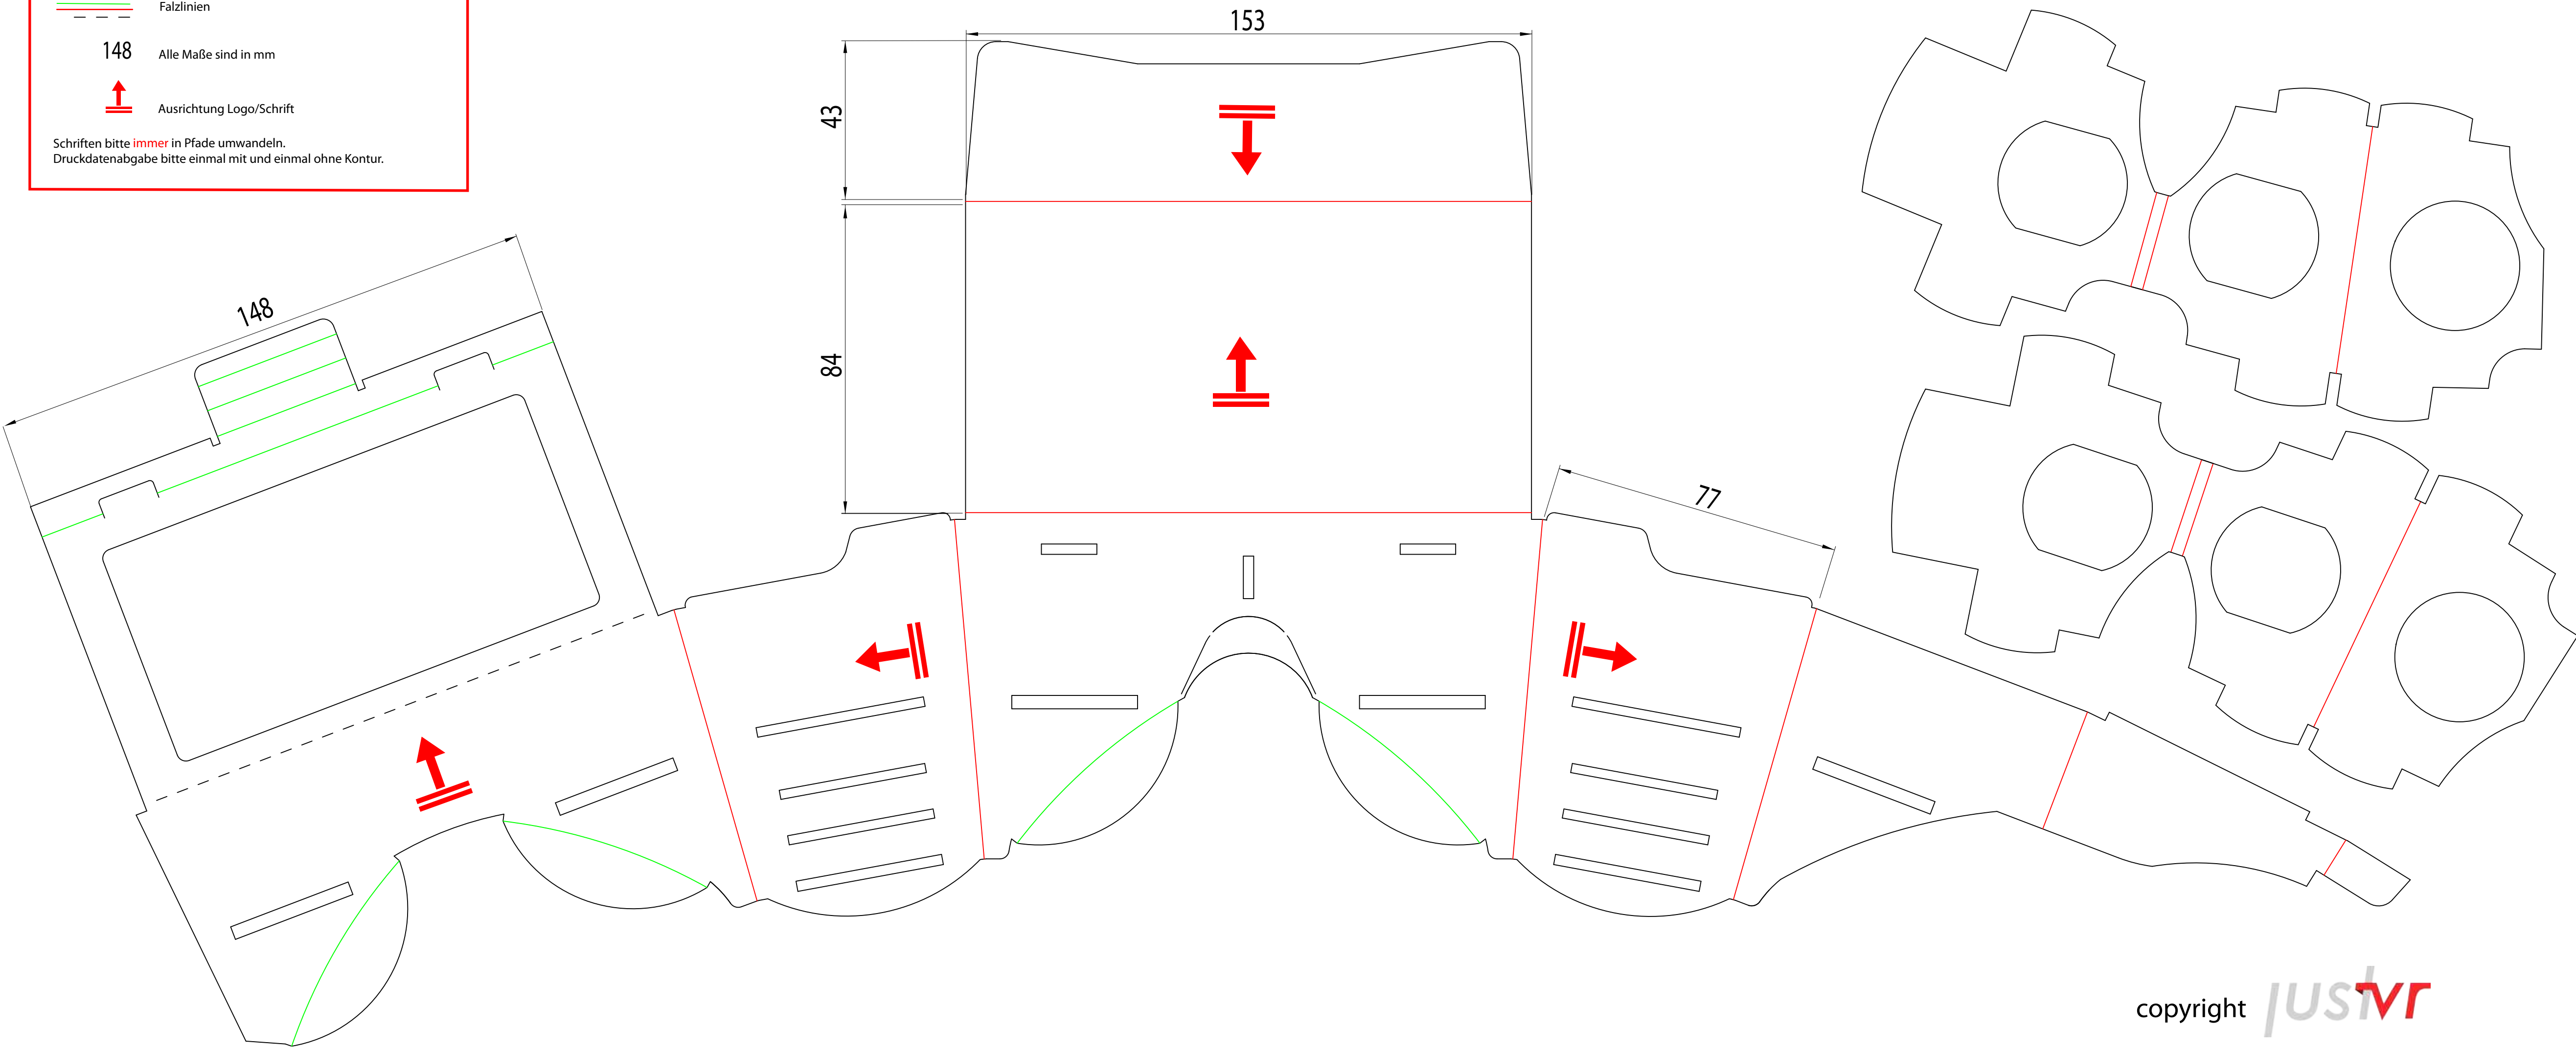 Falzlinien
148 Alle Maße sind in mm
Ausrichtung Logo/Schrift
Schriften bitte immer in Pfade umwandeln.
Druckdatenabgabe bitte einmal mit und einmal ohne Kontur.
153
43
84
148
77
copyright justvr